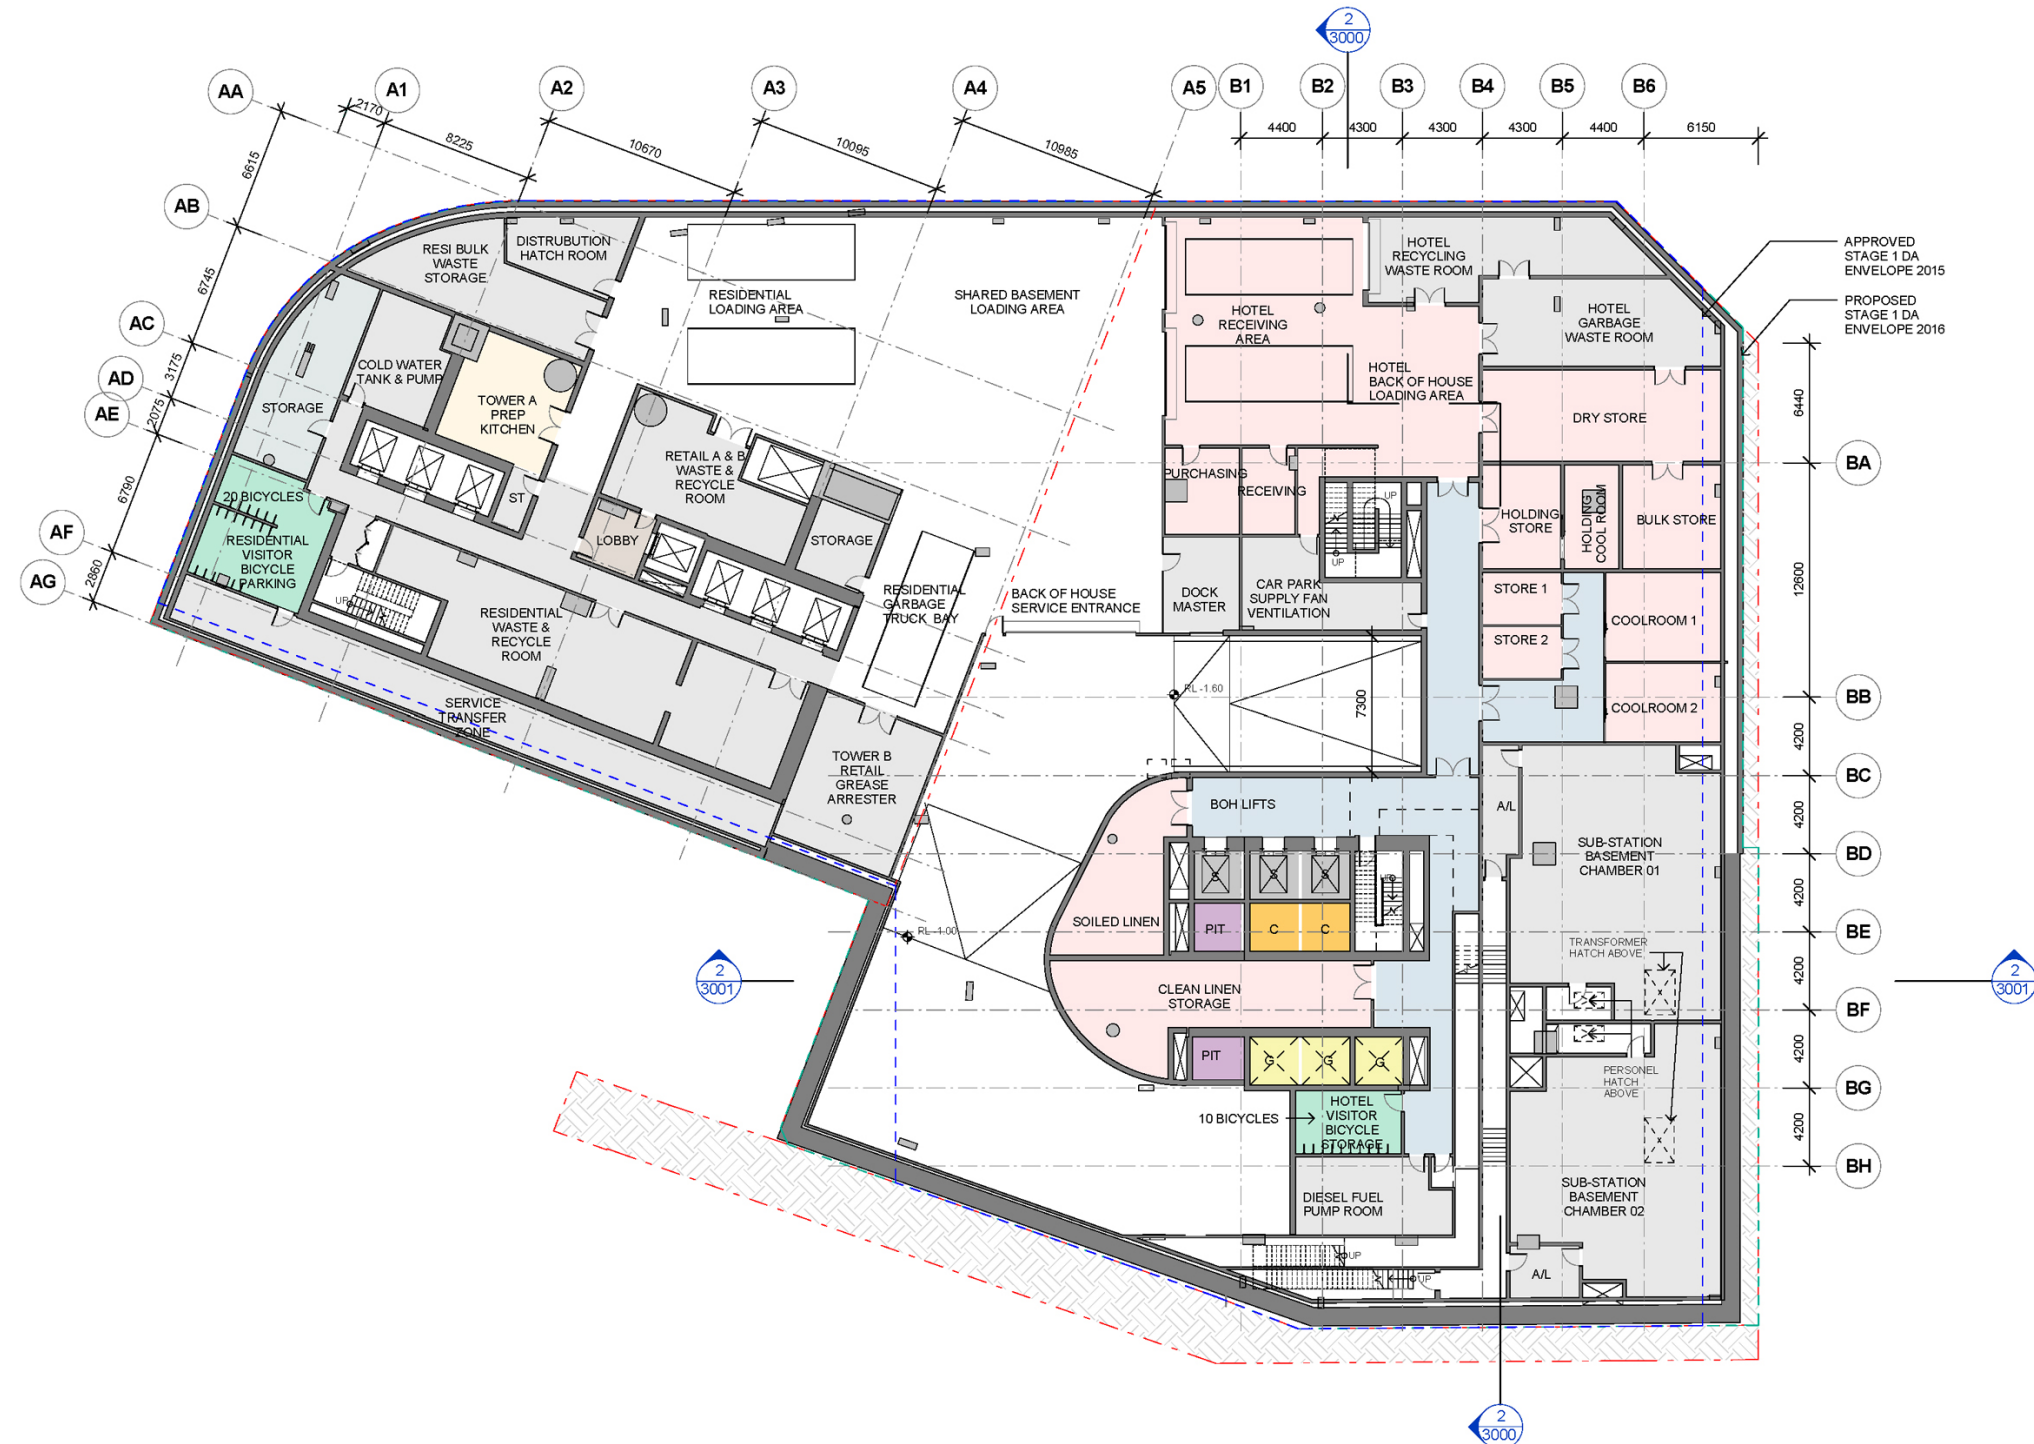 2
3000
AA
A1
A2
A3
A4
A5
B1
B2
B3
B4
B5
B6
2170
8225
10670
10095
10985
4400
4300
4300
4300
4400
6150
AB
AC
AD
AE
AF
AG
6615
6745
3175
2075
6790
2860
RESI BULK
WASTE
STORAGE
DISTRUBUTION
HATCH ROOM
RESIDENTIAL
LOADING AREA
SHARED BASEMENT
LOADING AREA
HOTEL
RECEIVING
AREA
HOTEL
RECYCLING
WASTE ROOM
HOTEL
GARBAGE
WASTE ROOM
HOTEL
BACK OF HOUSE
LOADING AREA
APPROVED
STAGE 1 DA
ENVELOPE 2015
PROPOSED
STAGE 1 DA
ENVELOPE 2016
COLD WATER
TANK & PUMP
STORAGE
TOWER A
PREP
KITCHEN
DRY STORE
RETAIL A & B
WASTE &
RECYCLE
ROOM
PURCHASING
RECEIVING
UP
UP
HOLDING
STORE
HOLDING
COOL ROOM
BULK STORE
20 BICYCLES
RESIDENTIAL
VISITOR
BICYCLE
PARKING
ST
LOBBY
STORAGE
UP
RESIDENTIAL
WASTE &
RECYCLE
ROOM
RESIDENTIAL
GARBAGE
TRUCK BAY
BACK OF HOUSE
SERVICE ENTRANCE
DOCK
MASTER
CAR PARK
SUPPLY FAN
VENTILATION
STORE 1
STORE 2
COOLROOM 1
COOLROOM 2
SERVICE
TRANSFER
ZONE
RL -1.60
7300
TOWER B
RETAIL
GREASE
ARRESTER
BOH LIFTS
A/L
SUB-STATION
BASEMENT
CHAMBER 01
S
S
S
UP
SOILED LINEN
PIT
C
C
RL -1.00
TRANSFORMER
HATCH ABOVE
CLEAN LINEN
STORAGE
PIT
G
G
G
PERSONEL
HATCH
ABOVE
10 BICYCLES
HOTEL
VISITOR
BICYCLE
STORAGE
DIESEL FUEL
PUMP ROOM
SUB-STATION
BASEMENT
CHAMBER 02
UP
UP
A/L
6440
12600
4200
4200
4200
4200
4200
4200
BA
BB
BC
BD
BE
BF
BG
BH
2
3001
2
3001
2
3000